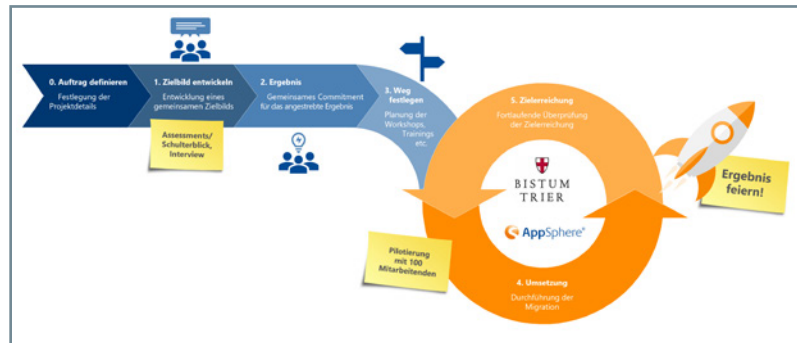 0. Auftrag definieren
Festlegung der
Projektdetails
1. Zielbild entwickeln
Entwicklung eines
gemeinsamen Zielbilds
Assessments/
Schulterblick,
Interview
2. Ergebnis
Gemeinsames Commitment
für das angestrebte Ergebnis
3. Weg
festlegen
Planung der
Workshops,
Trainings
etc.
5. Zielerreichung
Fortlaufende Überprüfung
der Zielerreichung
BISTUM
TRIER
AppSphere®
Ergebnis
feiern!
Pilotierung
mit 100
Mitarbeitenden
4. Umsetzung
Durchführung der
Migration